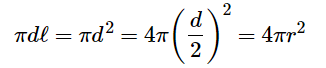 πdℓ = πd² = 4π(d/2)² = 4πr²